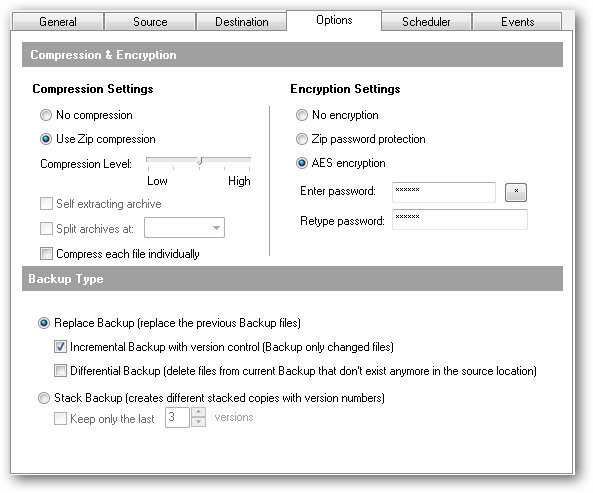 General Source Destination Options Scheduler Events
Compression & Encryption
Compression Settings
No compression
Use Zip compression
Compression Level:
Low High
Self extracting archive
Split archives at:
Compress each file individually
Encryption Settings
No encryption
Zip password protection
AES encryption
Enter password: ×××××× *
Retype password: ××××××
Backup Type
Replace Backup (replace the previous Backup files)
Incremental Backup with version control (Backup only changed files)
Differential Backup (delete files from current Backup that don't exist anymore in the source location)
Stack Backup (creates different stacked copies with version numbers)
Keep only the last 3 versions